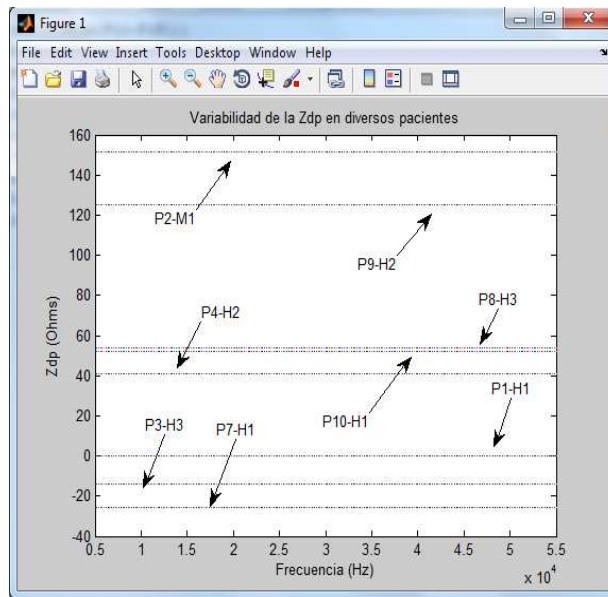 Figure 1
File Edit View Insert Tools Desktop Window Help
Variabilidad de la Zdp en diversos pacientes
160
140
120
100
80
60
40
20
0
-20
-40
Zdp (Ohms)
P2-M1
P9-H2
P4-H2
P8-H3
P10-H1
P1-H1
P3-H3
P7-H1
0.5 1 1.5 2 2.5 3 3.5 4 4.5 5 5.5
x 10^4
Frecuencia (Hz)